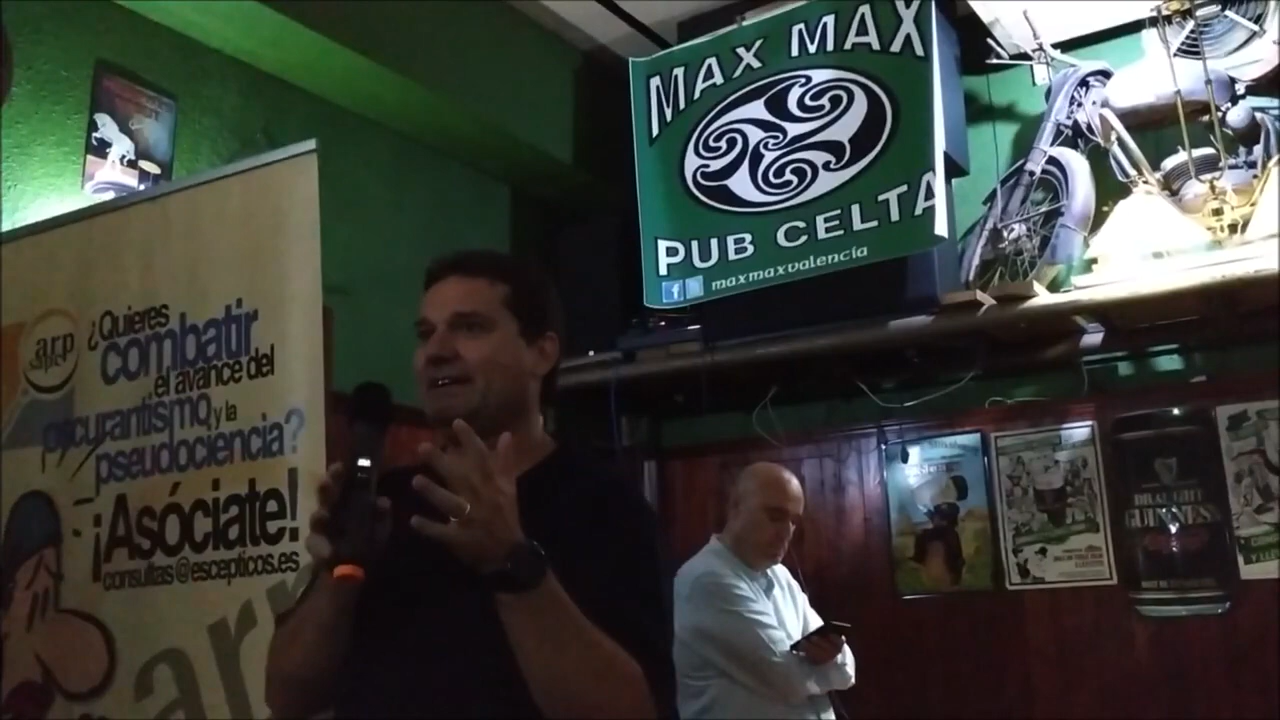 arp
sapc
¿Quieres
combatir
el avance del
oscurantismo y la
pseudociencia?
¡Asóciate!
consultas@escepticos.es
arp
MAX MAX
PUB CELTA
f
maxmaxvalencia
DRAUGHT
GUINNESS